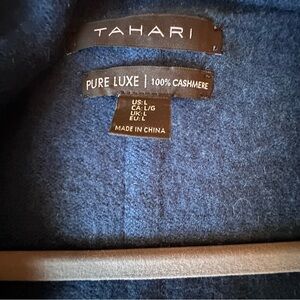 TAHARI
PURE LUXE | 100% CASHMERE
US: L
CA: L/G
UK: L
EU: L
MADE IN CHINA